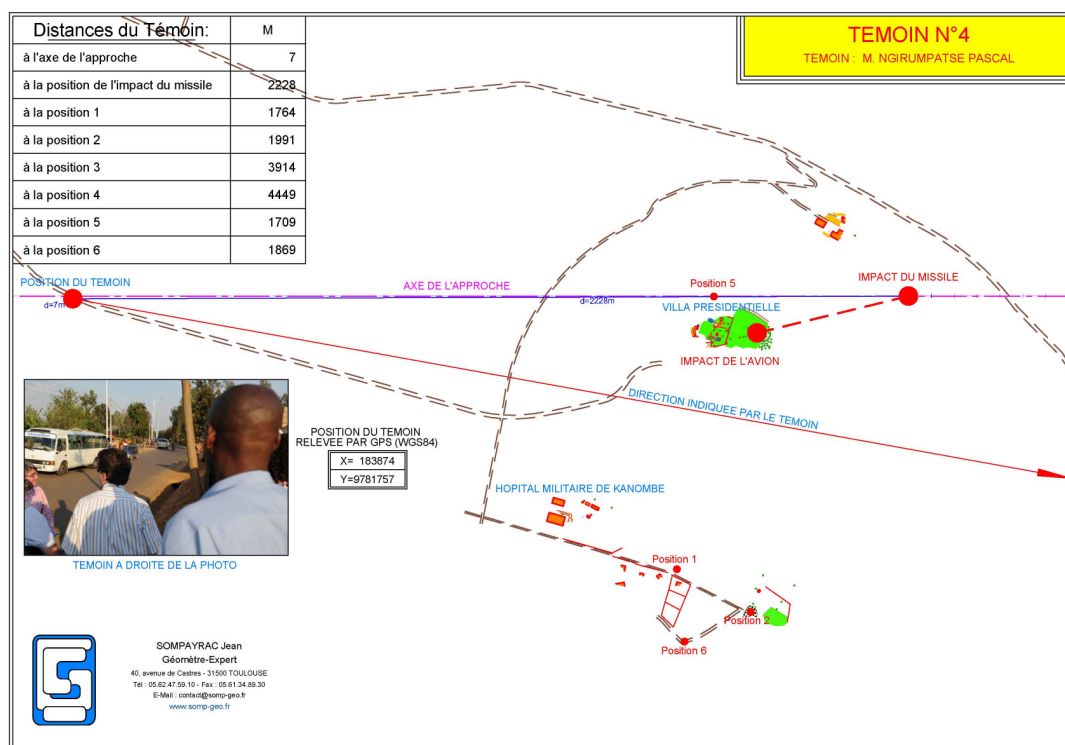 Distances du Témoin: M
à l'axe de l'approche 7
à la position de l'impact du missile 2228
à la position 1 1764
à la position 2 1991
à la position 3 3914
à la position 4 4449
à la position 5 1709
à la position 6 1869
TEMOIN N°4
TEMOIN : M. NGIRUMPATSE PASCAL
POSITION DU TEMOIN
d=7m
AXE DE L'APPROCHE
d=2228m
Position 5
IMPACT DU MISSILE
VILLA PRESIDENTIELLE
IMPACT DE L'AVION
DIRECTION INDIQUEE PAR LE TEMOIN
POSITION DU TEMOIN
RELEVEE PAR GPS (WGS84)
X= 183874
Y=9781757
HOPITAL MILITAIRE DE KANOMBE
Position 1
Position 2
Position 6
TEMOIN A DROITE DE LA PHOTO
SOMPAYRAC Jean
Géomètre-Expert
40, avenue de Castres - 31500 TOULOUSE
Tél : 05.62.47.59.10 - Fax : 05.61.34.89.30
E-Mail : contact@somp-geo.fr
www.somp-geo.fr